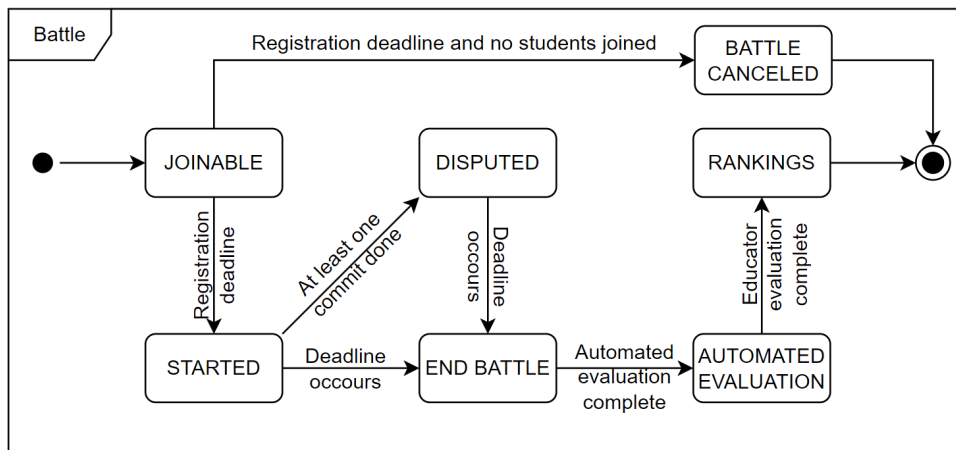 Battle
Registration deadline and no students joined
BATTLE
CANCELED
JOINABLE
DISPUTED
RANKINGS
Registration
deadline
At least one
commit done
Deadline
occours
Educator
evaluation
complete
STARTED
Deadline
occours
END BATTLE
Automated
evaluation
complete
AUTOMATED
EVALUATION